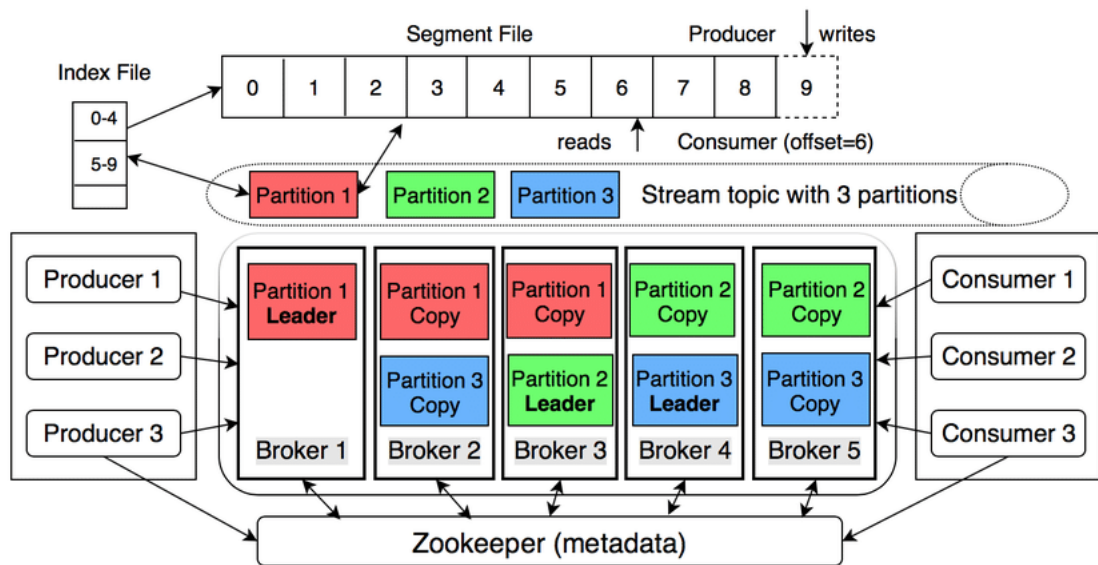 Segment File
Producer
writes
Index File
0 1 2 3 4 5 6 7 8 9
0-4
5-9
reads
Consumer (offset=6)
Partition 1
Partition 2
Partition 3
Stream topic with 3 partitions
Producer 1
Producer 2
Producer 3
Partition 1
Leader
Broker 1
Partition 1
Copy
Partition 3
Copy
Broker 2
Partition 1
Copy
Partition 2
Leader
Broker 3
Partition 2
Copy
Partition 3
Leader
Broker 4
Partition 2
Copy
Partition 3
Copy
Broker 5
Consumer 1
Consumer 2
Consumer 3
Zookeeper (metadata)